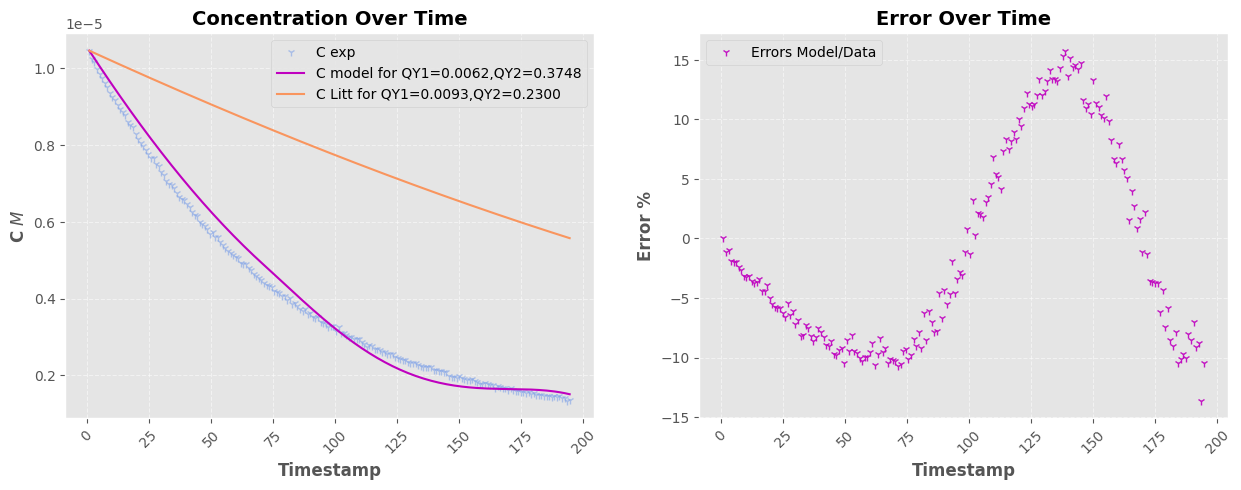 Concentration Over Time
1e−5
C exp
C model for QY1=0.0062,QY2=0.3748
C Litt for QY1=0.0093,QY2=0.2300
1.0
0.8
0.6
0.4
0.2
C M
0
25
50
75
100
125
150
175
200
Timestamp
Error Over Time
Errors Model/Data
15
10
5
0
−5
−10
−15
Error %
0
25
50
75
100
125
150
175
200
Timestamp